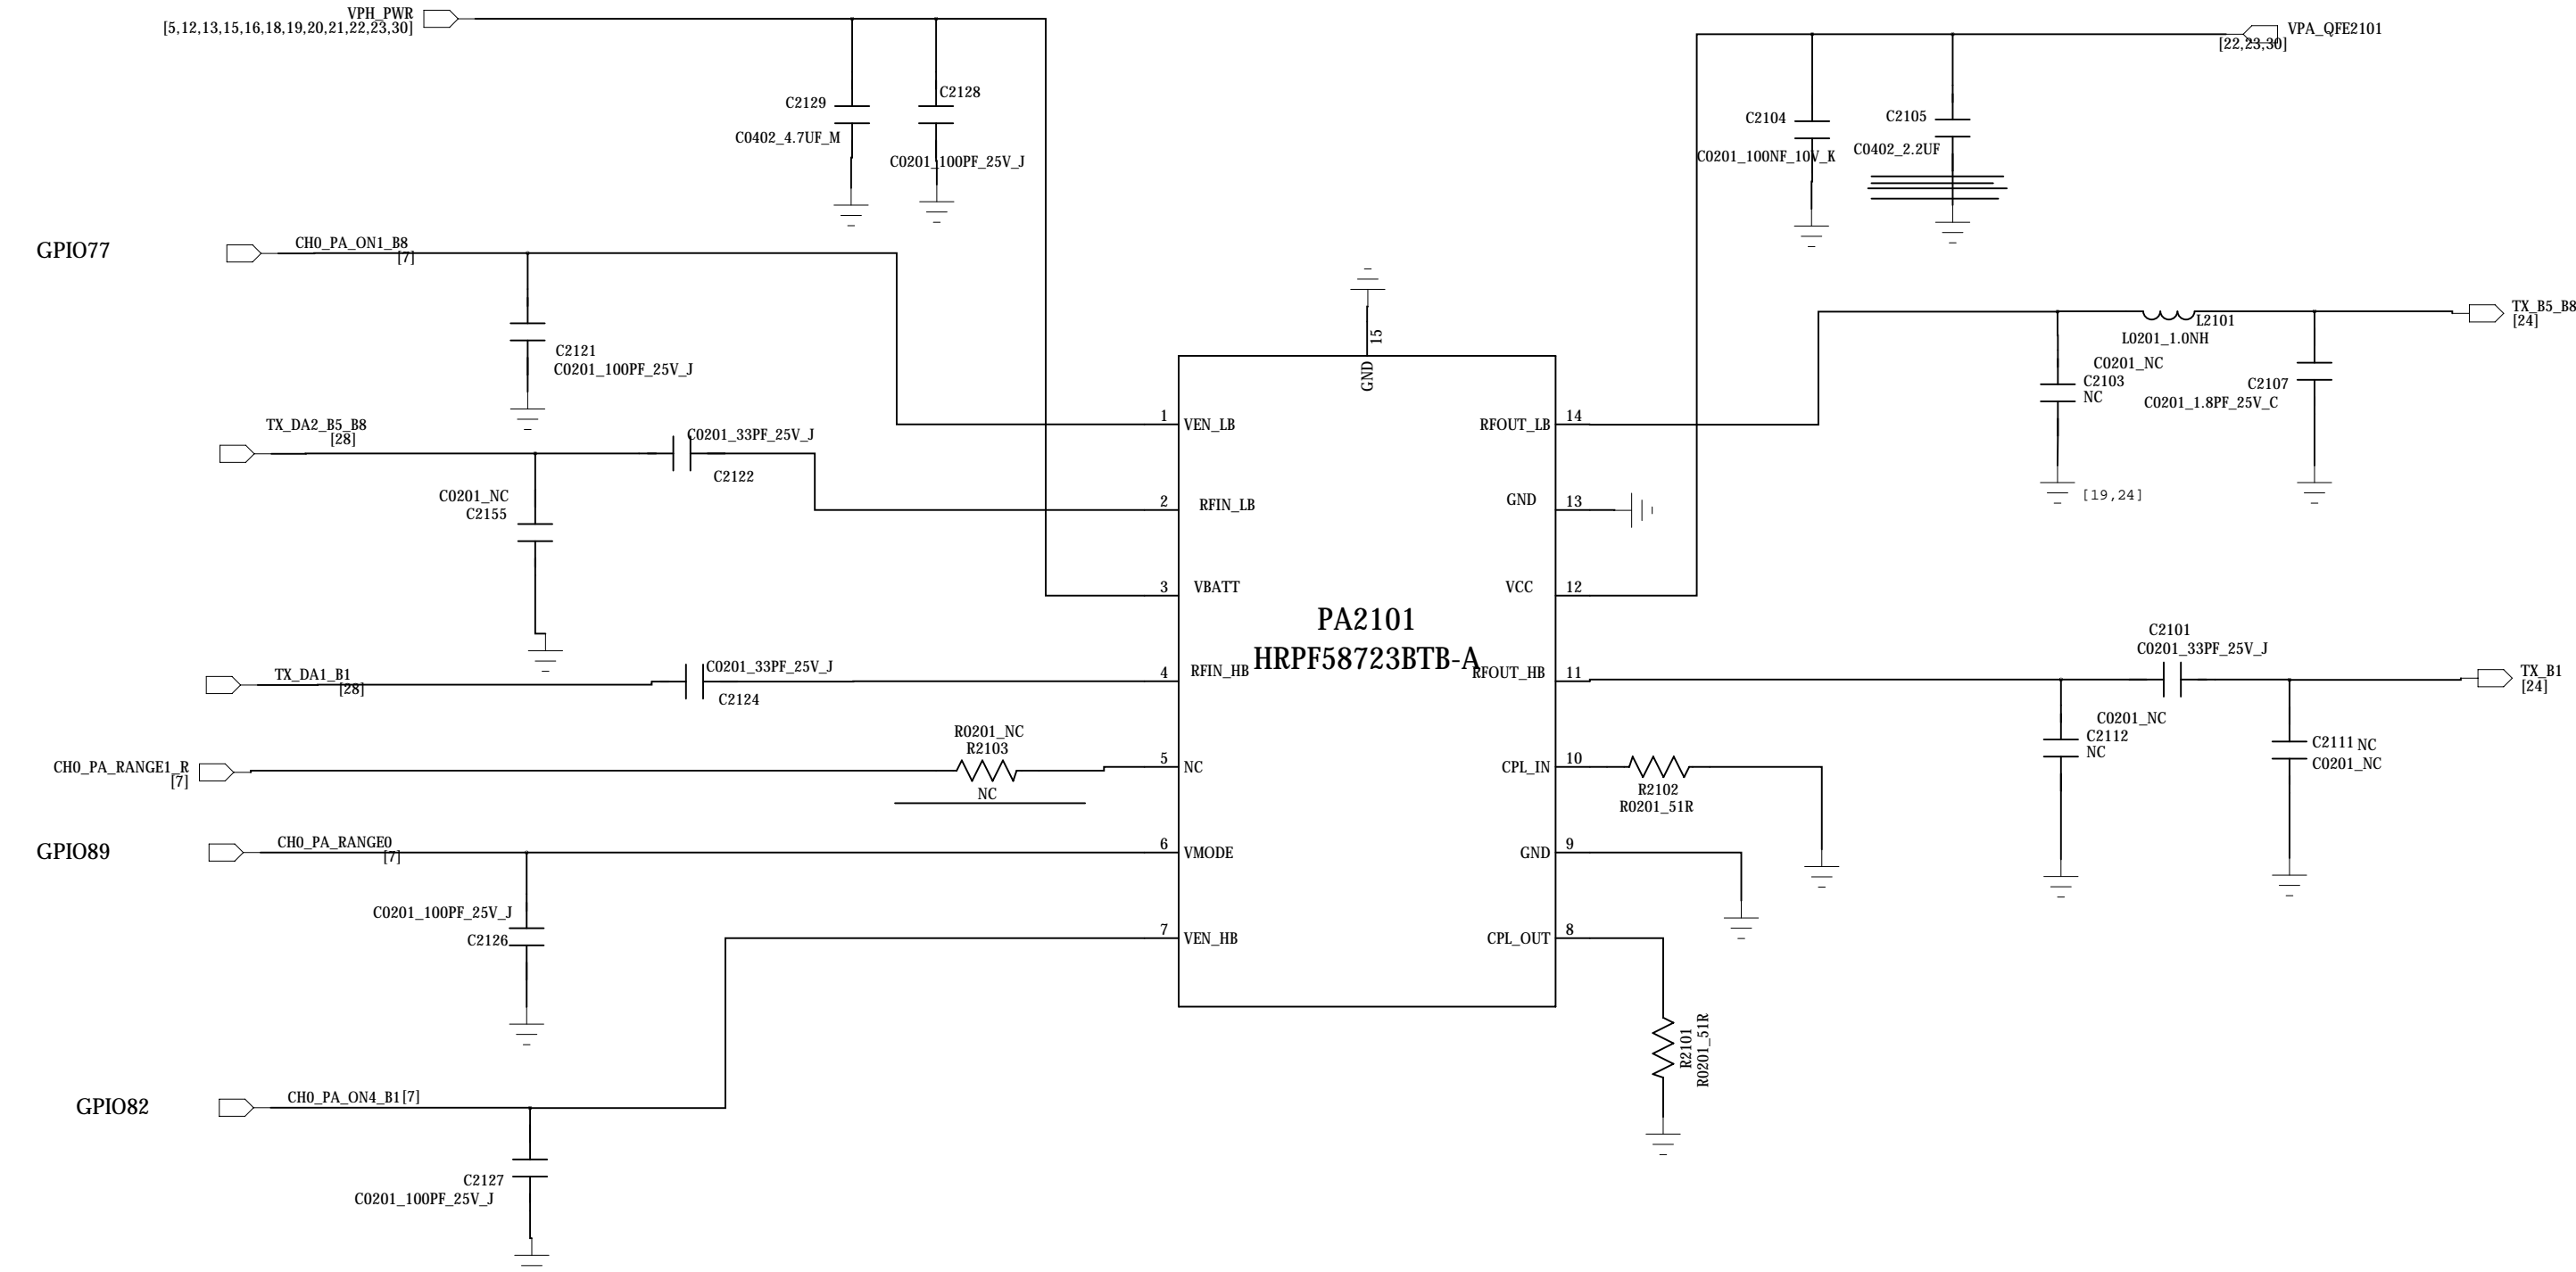 VPH_PWR
[5,12,13,15,16,18,19,20,21,22,23,30]
VPA_QFE2101
[22,23,30]
C2129
C0402_4.7UF_M
C2128
C0201_100PF_25V_J
C2104
C0201_100NF_10V_K
C2105
C0402_2.2UF
GPIO77
CH0_PA_ON1_B8
[7]
C2121
C0201_100PF_25V_J
TX_DA2_B5_B8
[28]
C0201_33PF_25V_J
C2122
C0201_NC
C2155
TX_DA1_B1
[28]
C0201_33PF_25V_J
C2124
R0201_NC
R2103
NC
CH0_PA_RANGE1_R
[7]
GPIO89
CH0_PA_RANGE0
[7]
C0201_100PF_25V_J
C2126
GPIO82
CH0_PA_ON4_B1[7]
C2127
C0201_100PF_25V_J
15
GND
1
VEN_LB
2
RFIN_LB
3
VBATT
4
RFIN_HB
5
NC
6
VMODE
7
VEN_HB
PA2101
HRPF58723BTB-A
RFOUT_LB
14
GND
13
VCC
12
RFOUT_HB
11
CPL_IN
10
GND
9
CPL_OUT
8
L2101
L0201_1.0NH
TX_B5_B8
[24]
C0201_NC
C2103
NC
C2107
C0201_1.8PF_25V_C
[19,24]
C2101
C0201_33PF_25V_J
TX_B1
[24]
C0201_NC
C2112
NC
C2111 NC
C0201_NC
R2102
R0201_51R
R2101
R0201_51R